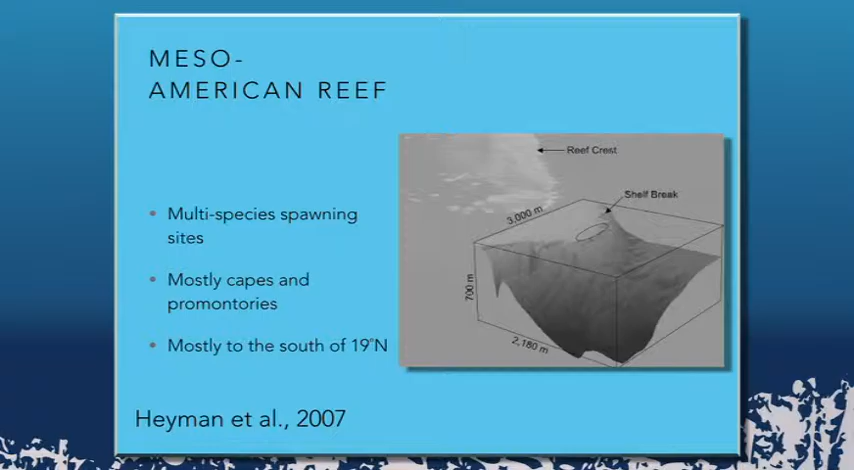 MESO-
AMERICAN REEF
Multi-species spawning
sites
Mostly capes and
promontories
Mostly to the south of 19°N
Heyman et al., 2007
Reef Crest
Shelf Break
3,000 m
700 m
2,180 m